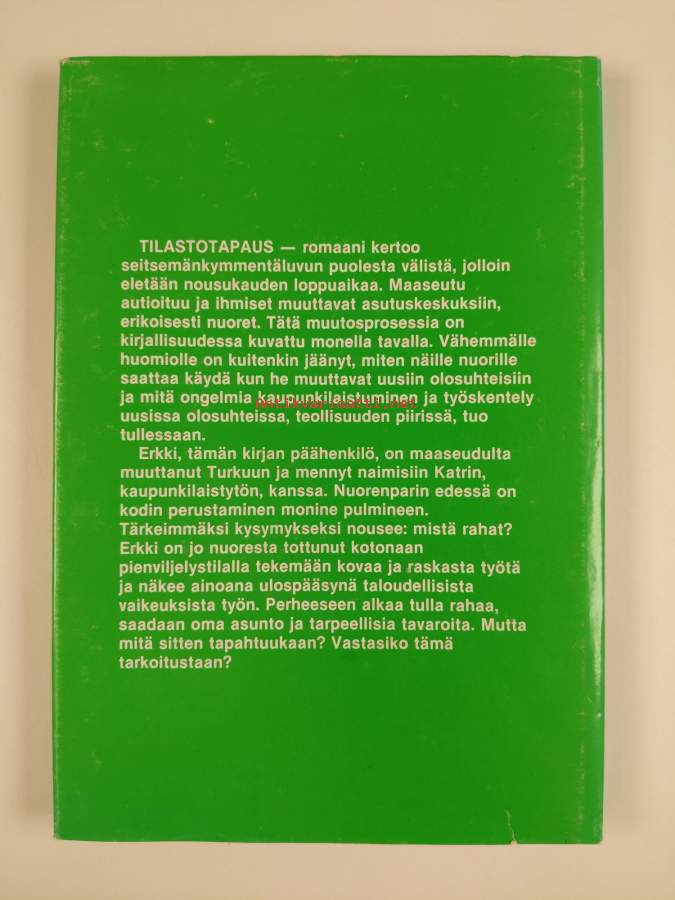 TILASTOTAPAUS — romaani kertoo
seitsemänkymmentäluvun puolesta välistä, jolloin
eletään nousukauden loppuaikaa. Maaseutu
autioituu ja ihmiset muuttavat asutuskeskuksiin,
erikoisesti nuoret. Tätä muutosprosessia on
kirjallisuudessa kuvattu monella tavalla. Vähemmälle
huomiolle on kuitenkin jäänyt, miten näille nuorille
saattaa käydä kun he muuttavat uusiin olosuhteisiin
ja mitä ongelmia kaupunkilaistuminen ja työskentely
antikvariaatti.net
uusissa olosuhteissa, teollisuuden piirissä, tuo
tullessaan.
Erkki, tämän kirjan päähenkilö, on maaseudulta
muuttanut Turkuun ja mennyt naimisiin Katrin,
kaupunkilaistytön, kanssa. Nuorenparin edessä on
kodin perustaminen monine pulmineen.
Tärkeimmäksi kysymykseksi nousee: mistä rahat?
Erkki on jo nuoresta tottunut kotonaan
pienviljelystilalla tekemään kovaa ja raskasta työtä
ja näkee ainoana ulospääsynä taloudellisista
vaikeuksista työn. Perheeseen alkaa tulla rahaa,
saadaan oma asunto ja tarpeellisia tavaroita. Mutta
mitä sitten tapahtuukaan? Vastasiko tämä
tarkoitustaan?